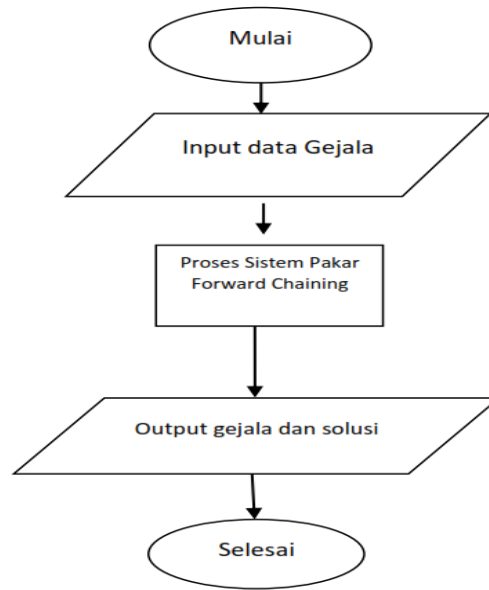 Mulai
Input data Gejala
Proses Sistem Pakar
Forward Chaining
Output gejala dan solusi
Selesai